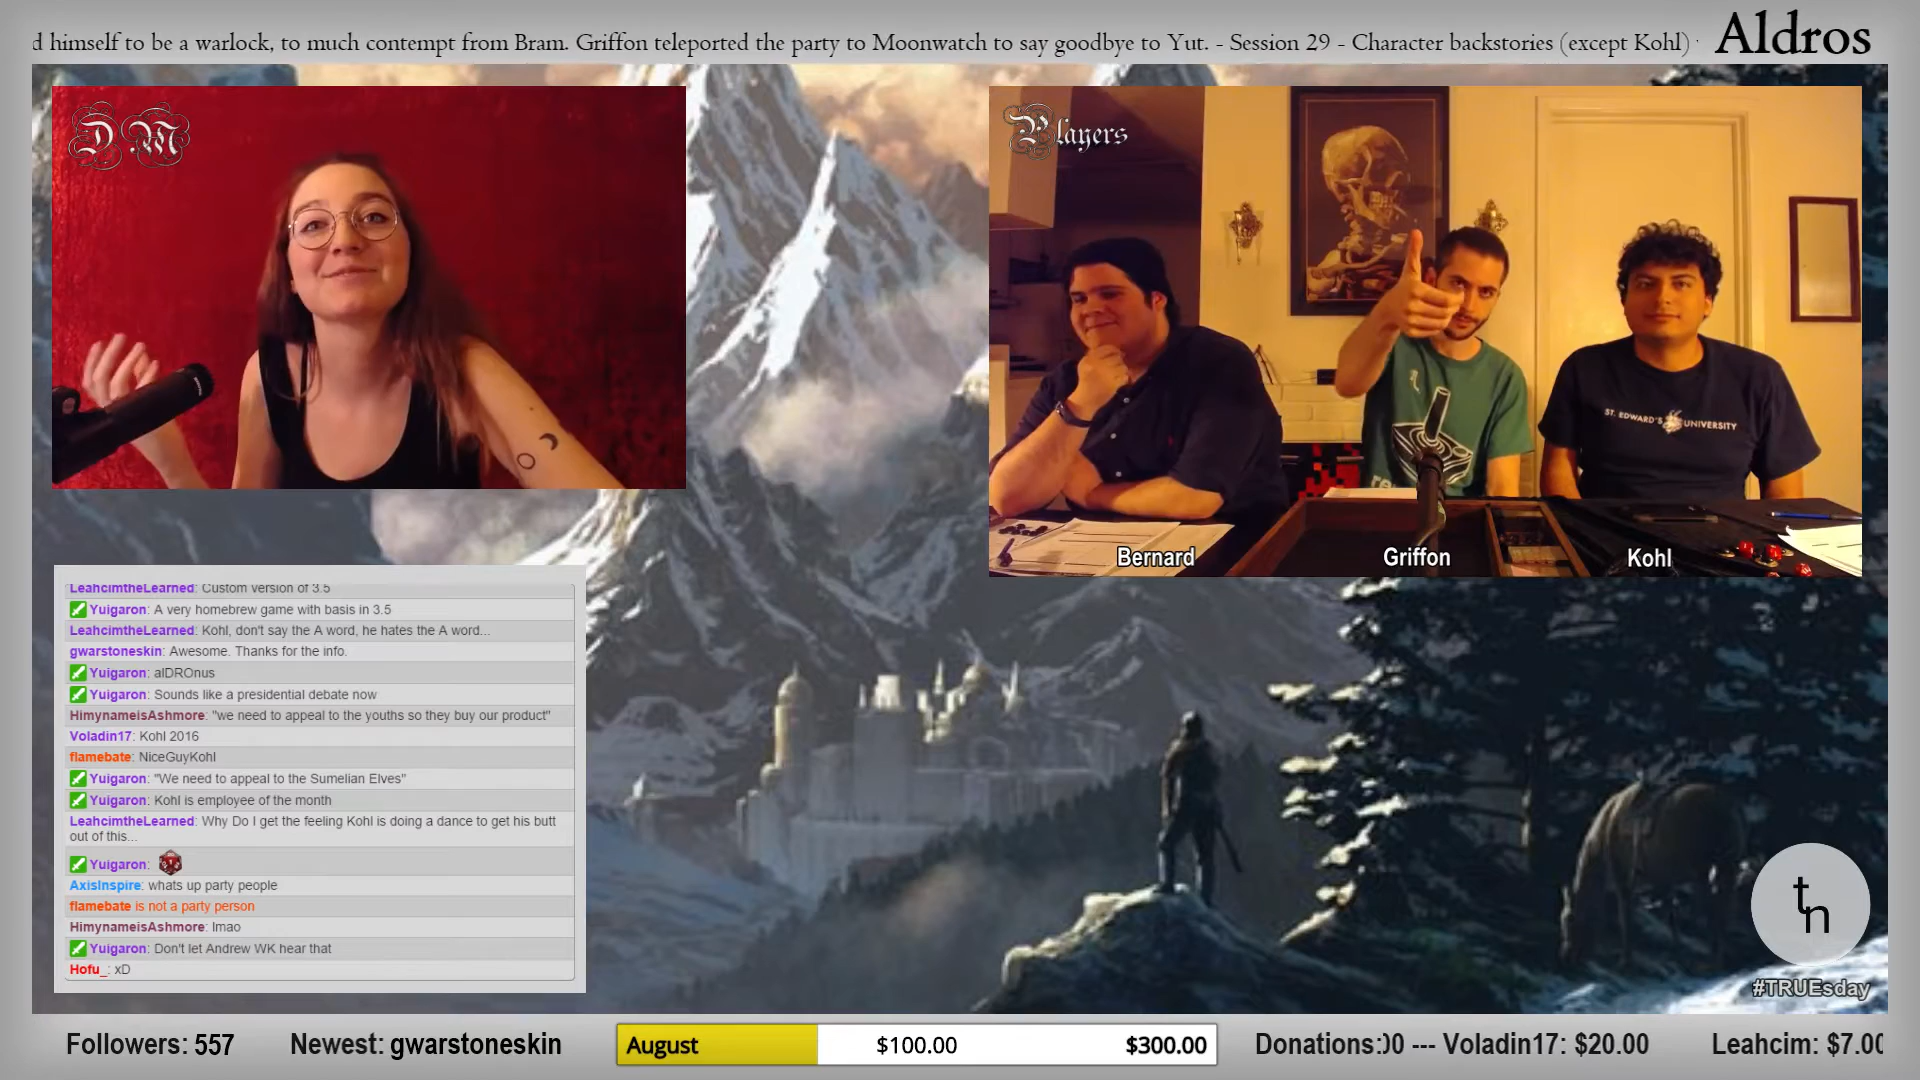 d himself to be a warlock, to much contempt from Bram. Griffon teleported the party to Moonwatch to say goodbye to Yut. - Session 29 - Character backstories (except Kohl)
Aldros
DM
Players
ST. EDWARD'S UNIVERSITY
Bernard
Griffon
Kohl
LeahcimtheLearned: Custom version of 3.5
Yuigaron: A very homebrew game with basis in 3.5
LeahcimtheLearned: Kohl, don't say the A word, he hates the A word...
gwarstoneskin: Awesome. Thanks for the info.
Yuigaron: alDROnus
Yuigaron: Sounds like a presidential debate now
HimynameisAshmore: "we need to appeal to the youths so they buy our product"
Voladin17: Kohl 2016
flamebate: NiceGuyKohl
Yuigaron: "We need to appeal to the Sumelian Elves"
Yuigaron: Kohl is employee of the month
LeahcimtheLearned: Why Do I get the feeling Kohl is doing a dance to get his butt
out of this...
Yuigaron:
AxisInspire: whats up party people
flamebate is not a party person
HimynameisAshmore: lmao
Yuigaron: Don't let Andrew WK hear that
Hofu_: xD
tn
#TRUEsday
Followers: 557
Newest: gwarstoneskin
August
$100.00
$300.00
Donations:
00 --- Voladin17: $20.00
Leahcim: $7.00